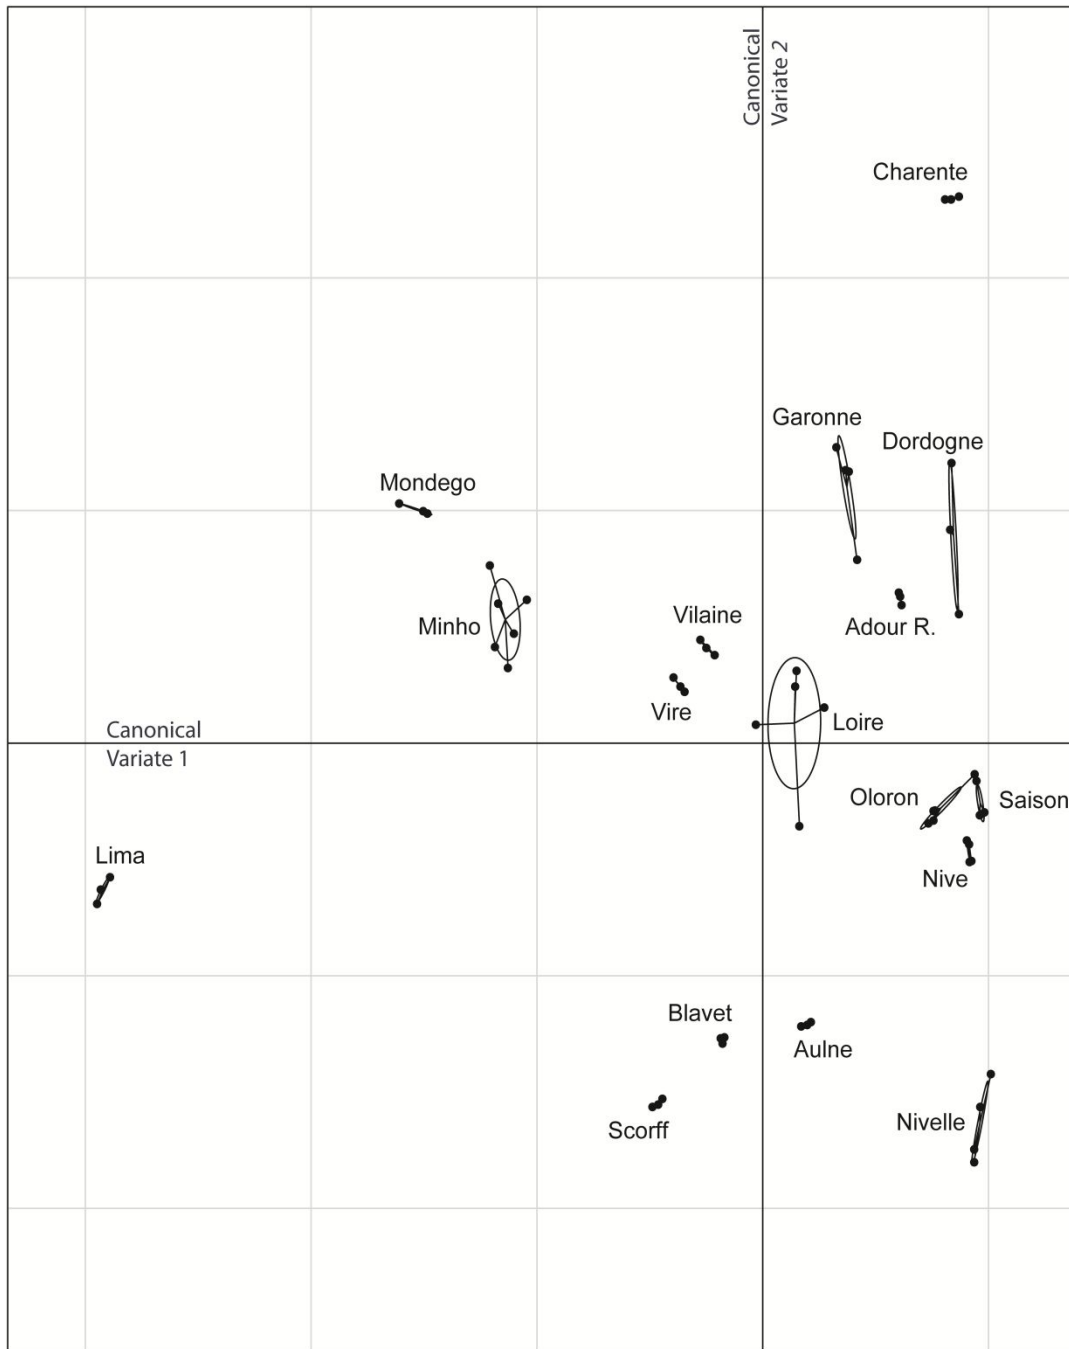 Canonical
Variate 2
Charente
Garonne
Dordogne
Mondego
Minho
Vilaine
Adour R.
Vire
Loire
Canonical
Variate 1
Oloron
Saison
Lima
Nive
Blavet
Aulne
Scorff
Nivelle